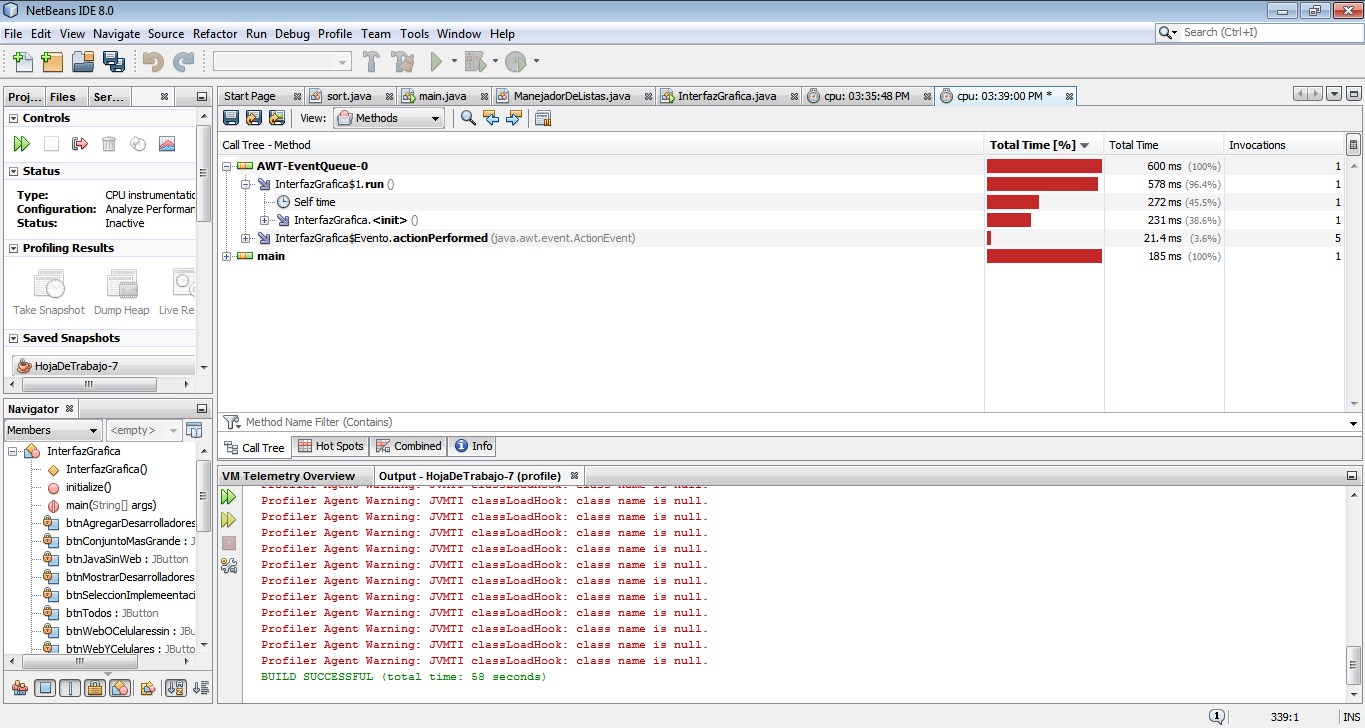 NetBeans IDE 8.0
File Edit View Navigate Source Refactor Run Debug Profile Team Tools Window Help
Search (Ctrl+I)
Proj... Files Ser...
Controls
Status
Type: CPU instrumentatic
Configuration: Analyze Performar
Status: Inactive
Profiling Results
Take Snapshot Dump Heap Live Re
Saved Snapshots
HojaDeTrabajo-7
Navigator
Members <empty>
InterfazGrafica
InterfazGrafica()
initialize()
main(String[] args)
btnAgregarDesarrolladores
btnConjuntoMasGrande : J
btnJavaSinWeb : JButton
btnMostrarDesarrolladores
btnSeleccionImplemeentaci
btnTodos : JButton
btnWebOCelularessin : JBu
btnWebYCelulares : JButto
Start Page sort.java main.java ManejadorDeListas.java InterfazGrafica.java cpu: 03:35:48 PM cpu: 03:39:00 PM *
View: Methods
Call Tree - Method Total Time [%] Total Time Invocations
AWT-EventQueue-0 600 ms (100%) 1
InterfazGrafica$1.run () 578 ms (96.4%) 1
Self time 272 ms (45.5%) 1
InterfazGrafica.<init> () 231 ms (38.6%) 1
InterfazGrafica$Evento.actionPerformed (java.awt.event.ActionEvent) 21.4 ms (3.6%) 5
main 185 ms (100%) 1
Method Name Filter (Contains)
Call Tree Hot Spots Combined Info
VM Telemetry Overview Output - HojaDeTrabajo-7 (profile)
Profiler Agent Warning: JVMTI classLoadHook: class name is null.
Profiler Agent Warning: JVMTI classLoadHook: class name is null.
Profiler Agent Warning: JVMTI classLoadHook: class name is null.
Profiler Agent Warning: JVMTI classLoadHook: class name is null.
Profiler Agent Warning: JVMTI classLoadHook: class name is null.
Profiler Agent Warning: JVMTI classLoadHook: class name is null.
Profiler Agent Warning: JVMTI classLoadHook: class name is null.
Profiler Agent Warning: JVMTI classLoadHook: class name is null.
Profiler Agent Warning: JVMTI classLoadHook: class name is null.
Profiler Agent Warning: JVMTI classLoadHook: class name is null.
Profiler Agent Warning: JVMTI classLoadHook: class name is null.
Profiler Agent Warning: JVMTI classLoadHook: class name is null.
BUILD SUCCESSFUL (total time: 58 seconds)
1 339:1 INS